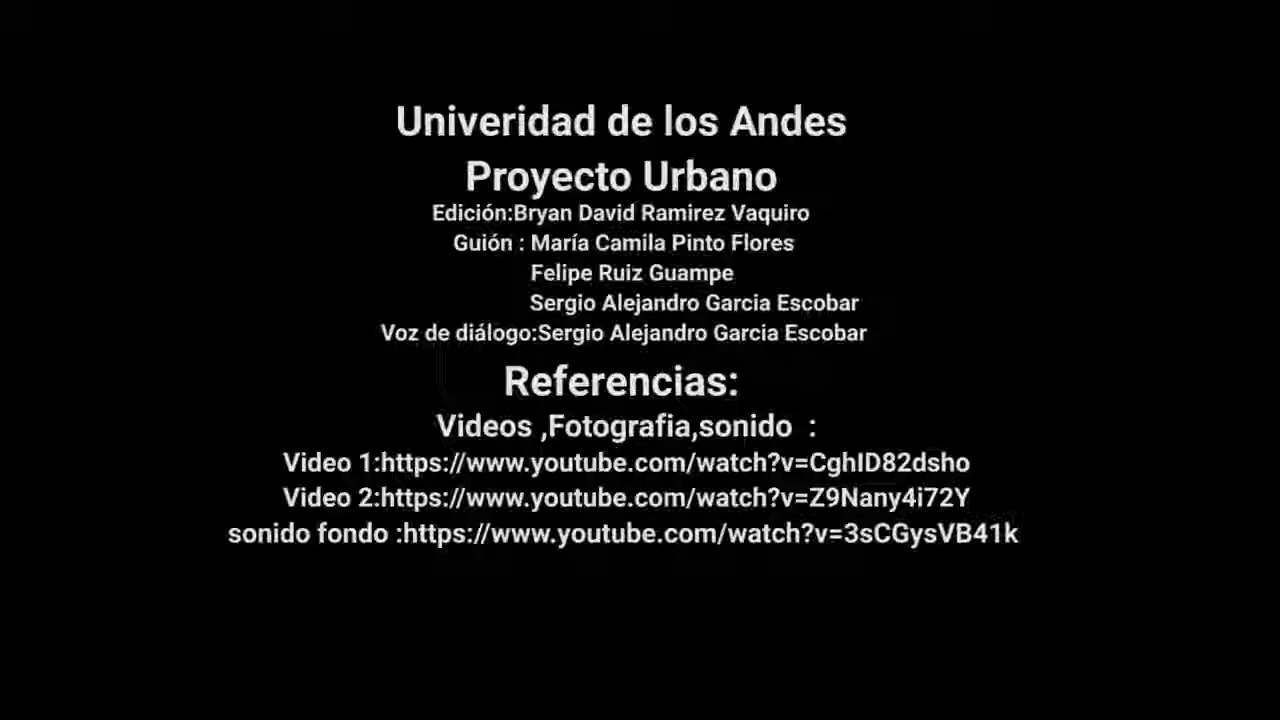 Univeridad de los Andes
Proyecto Urbano
Edición:Bryan David Ramirez Vaquiro
Guión : María Camila Pinto Flores
Felipe Ruiz Guampe
Sergio Alejandro Garcia Escobar
Voz de diálogo:Sergio Alejandro Garcia Escobar
Referencias:
Videos ,Fotografia,sonido :
Video 1:https://www.youtube.com/watch?v=CghID82dsho
Video 2:https://www.youtube.com/watch?v=Z9Nany4i72Y
sonido fondo :https://www.youtube.com/watch?v=3sCGysVB41k